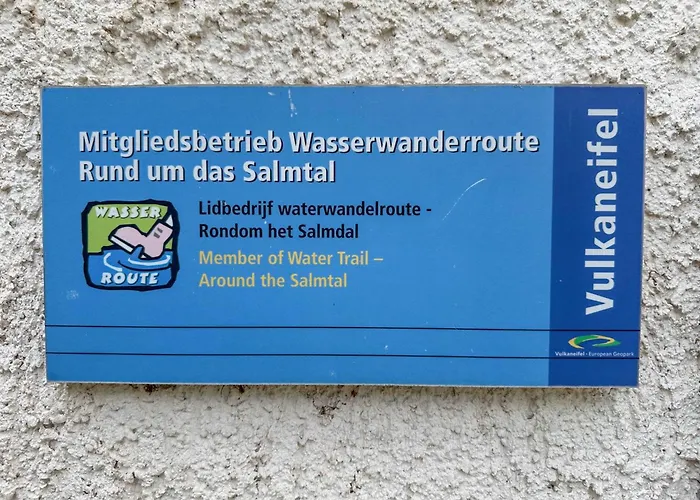 Mitgliedsbetrieb Wasserwanderroute
Rund um das Salmtal
WASSER
ROUTE
Lidbedrijf waterwandelroute -
Rondom het Salmdal
Member of Water Trail –
Around the Salmtal
Vulkaneifel
Vulkaneifel • European Geopark